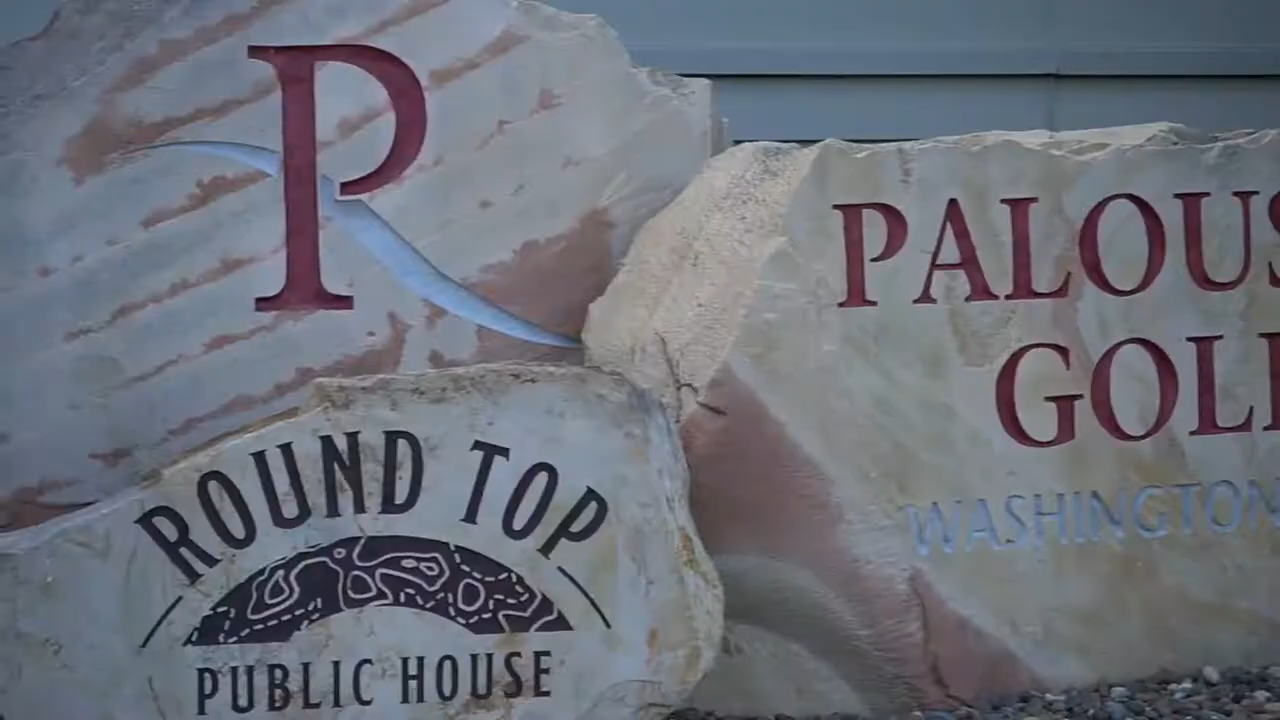 P
ROUND TOP
PUBLIC HOUSE
PALOUS
GOL
WASHINGTON